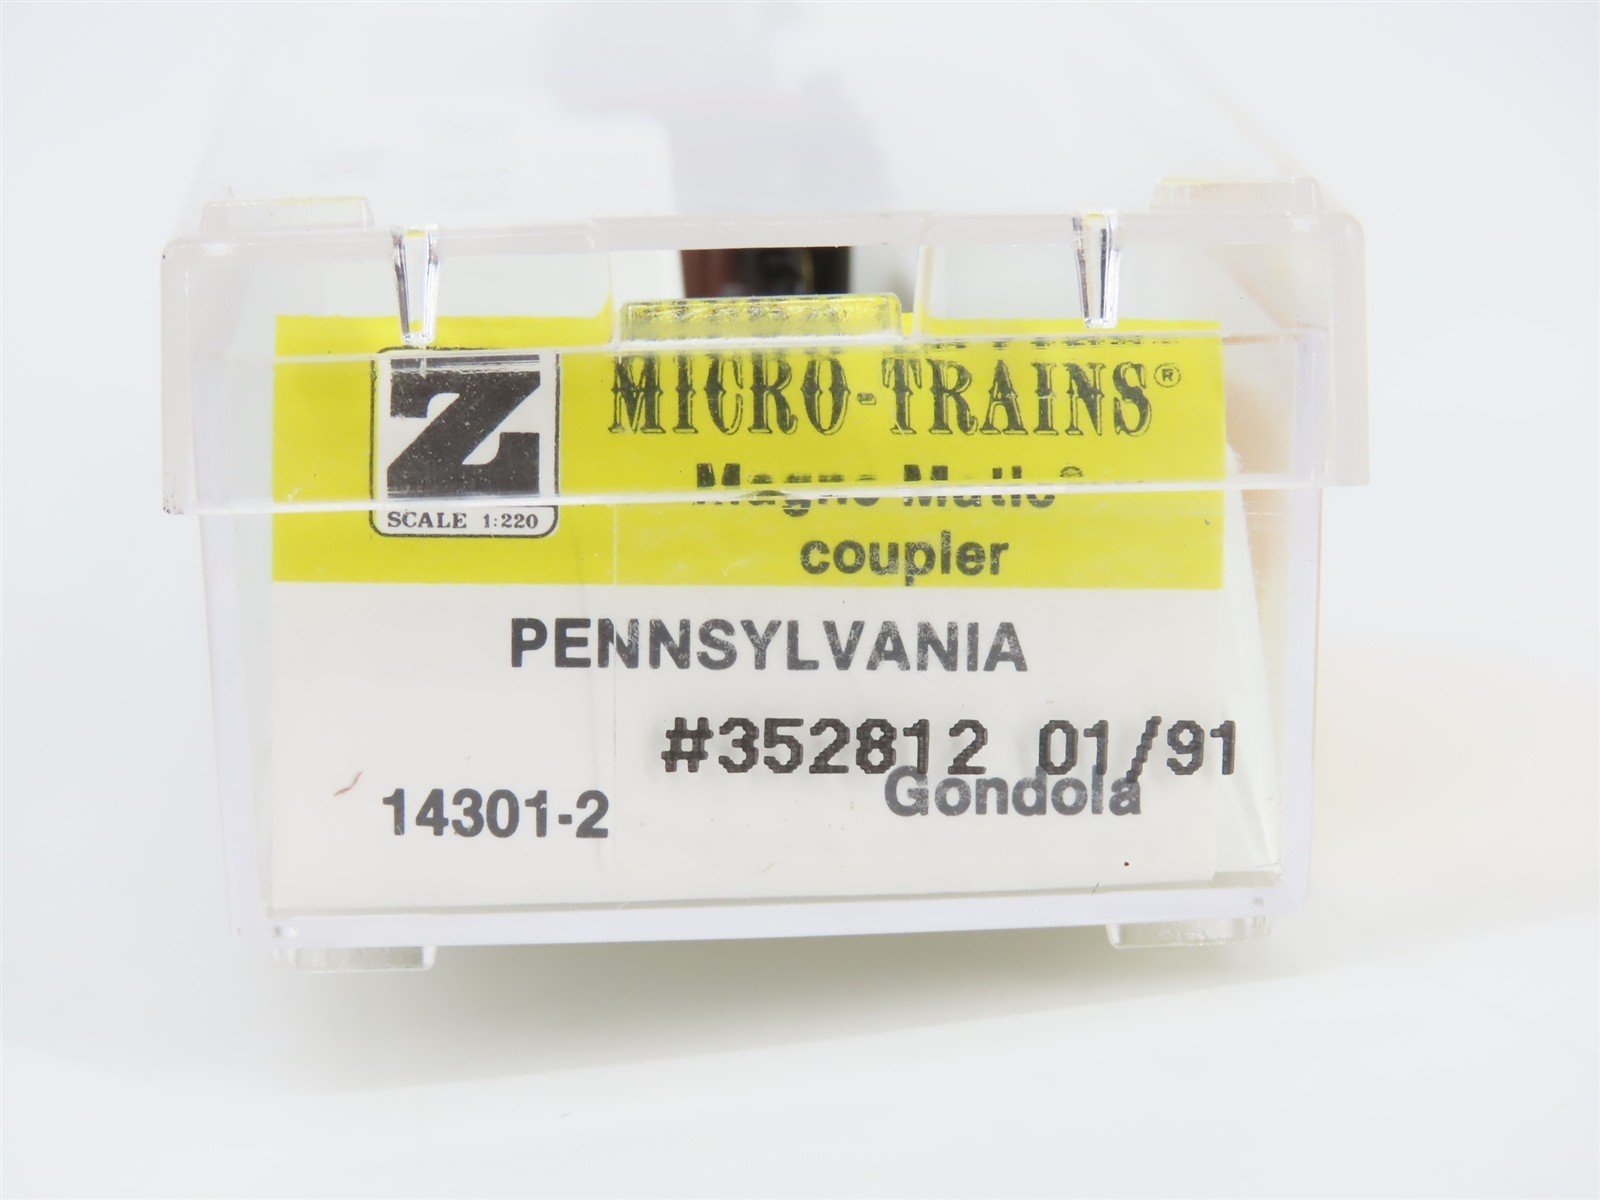 Z
SCALE 1:220
MICRO-TRAINS®
Magne-Matic®
coupler
PENNSYLVANIA
#352812 01/91
Gondola
14301-2